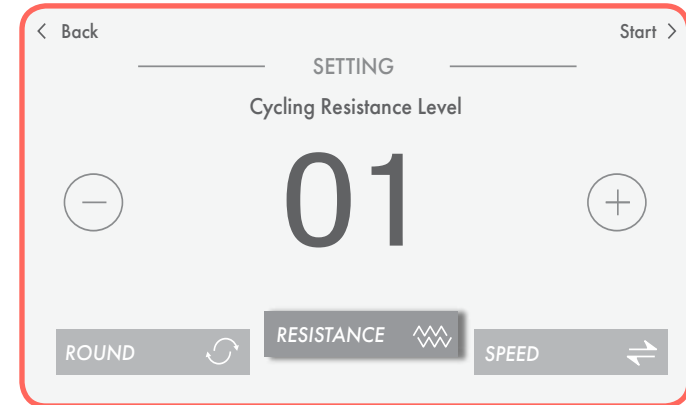 Back
Start
SETTING
Cycling Resistance Level
01
ROUND
RESISTANCE
SPEED